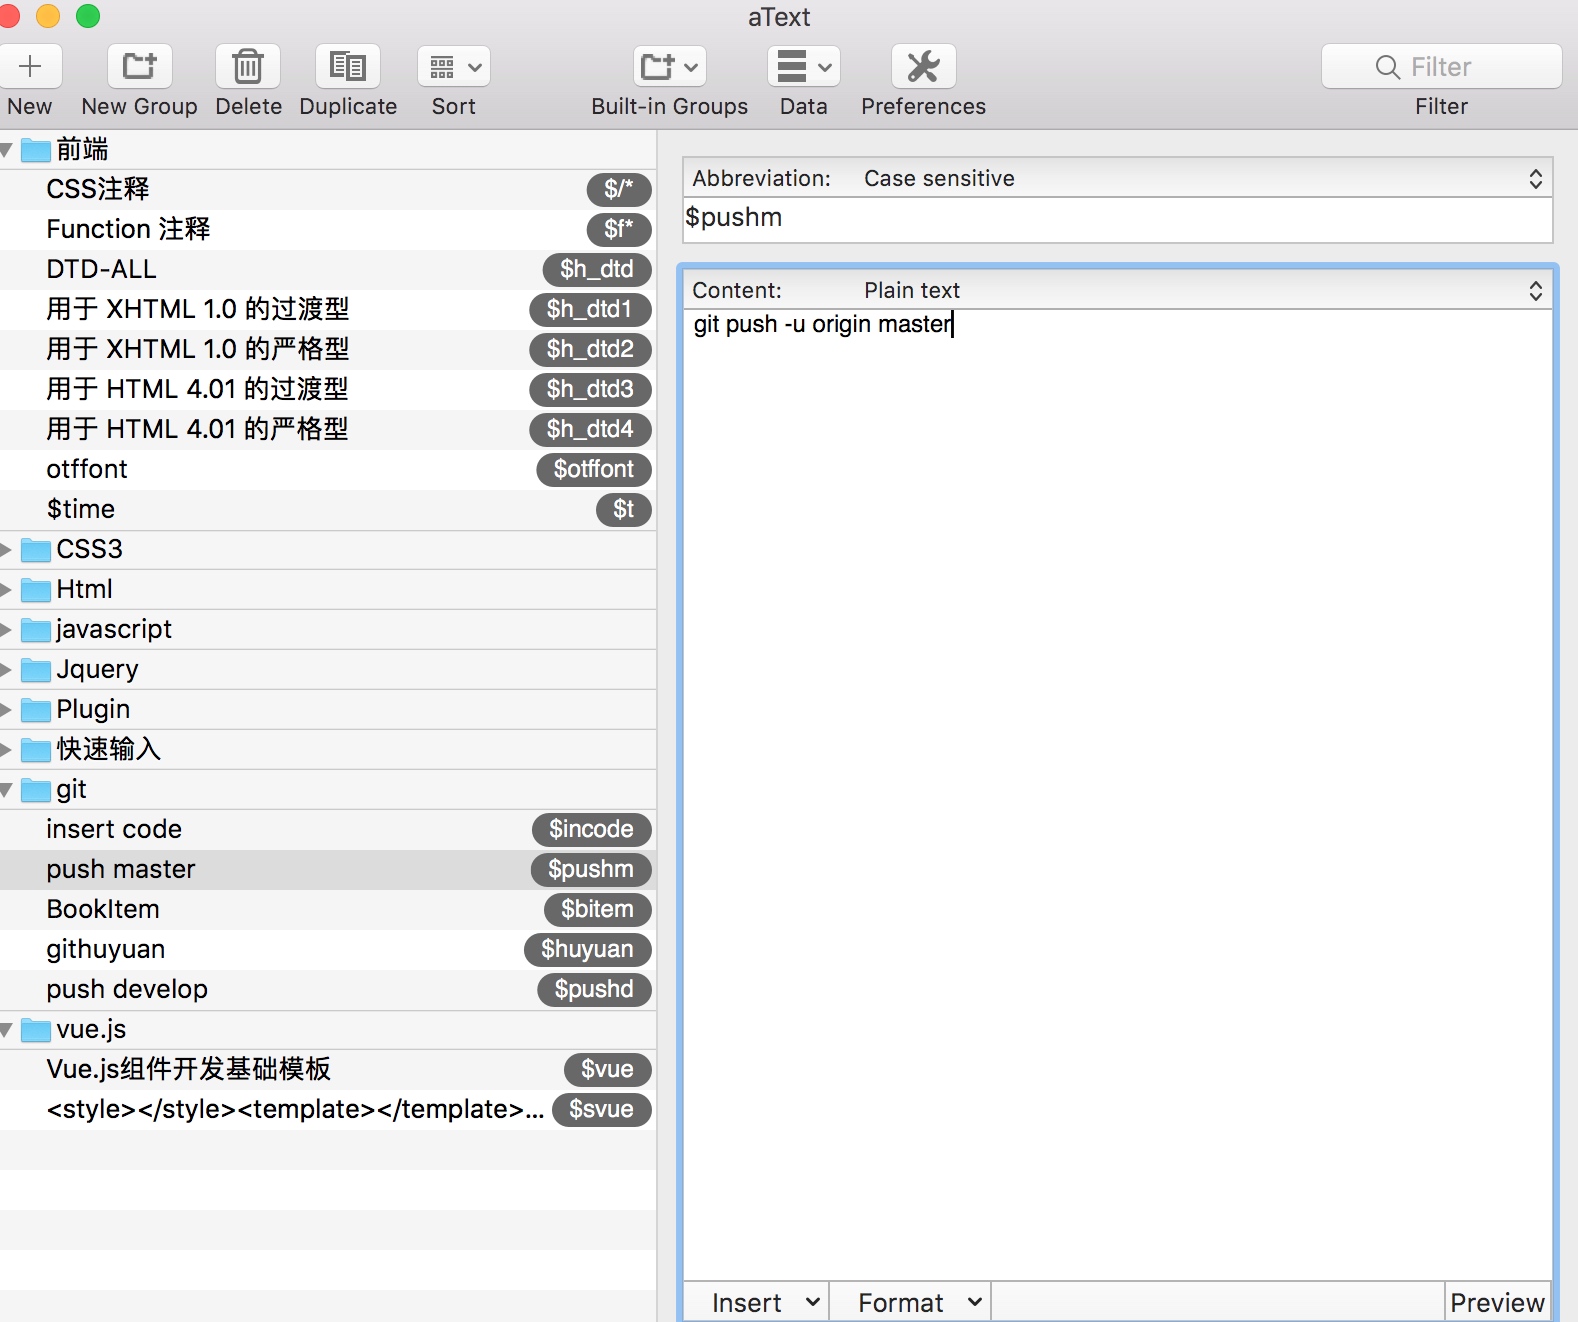 aText
New
New Group
Delete
Duplicate
Sort
Built-in Groups
Data
Preferences
Filter
Filter
前端
CSS注释 $/*
Function 注释 $f*
DTD-ALL $h_dtd
用于 XHTML 1.0 的过渡型 $h_dtd1
用于 XHTML 1.0 的严格型 $h_dtd2
用于 HTML 4.01 的过渡型 $h_dtd3
用于 HTML 4.01 的严格型 $h_dtd4
otffont $otffont
$time $t
CSS3
Html
javascript
Jquery
Plugin
快速输入
git
insert code $incode
push master $pushm
BookItem $bitem
githuyuan $huyuan
push develop $pushd
vue.js
Vue.js组件开发基础模板 $vue
<style></style><template></template>... $svue
Abbreviation: Case sensitive
$pushm
Content: Plain text
git push -u origin master
Insert
Format
Preview